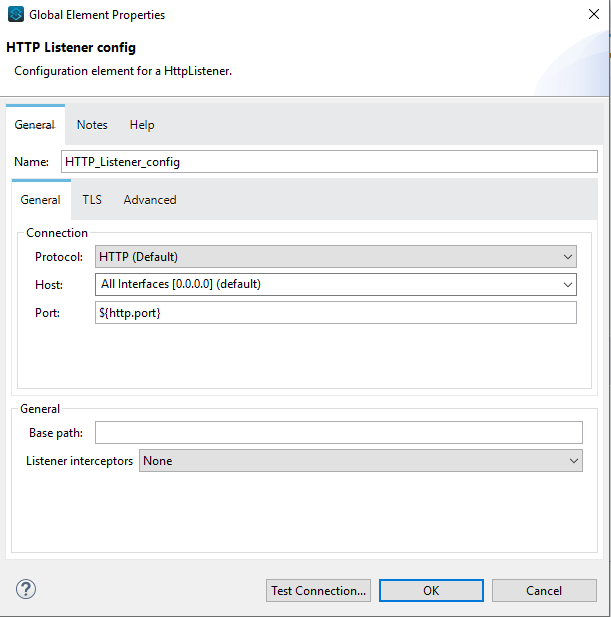 Global Element Properties
HTTP Listener config
Configuration element for a HttpListener.
General Notes Help
Name: HTTP_Listener_config
General TLS Advanced
Connection
Protocol: HTTP (Default)
Host: All Interfaces [0.0.0.0] (default)
Port: ${http.port}
General
Base path:
Listener interceptors None
? Test Connection... OK Cancel